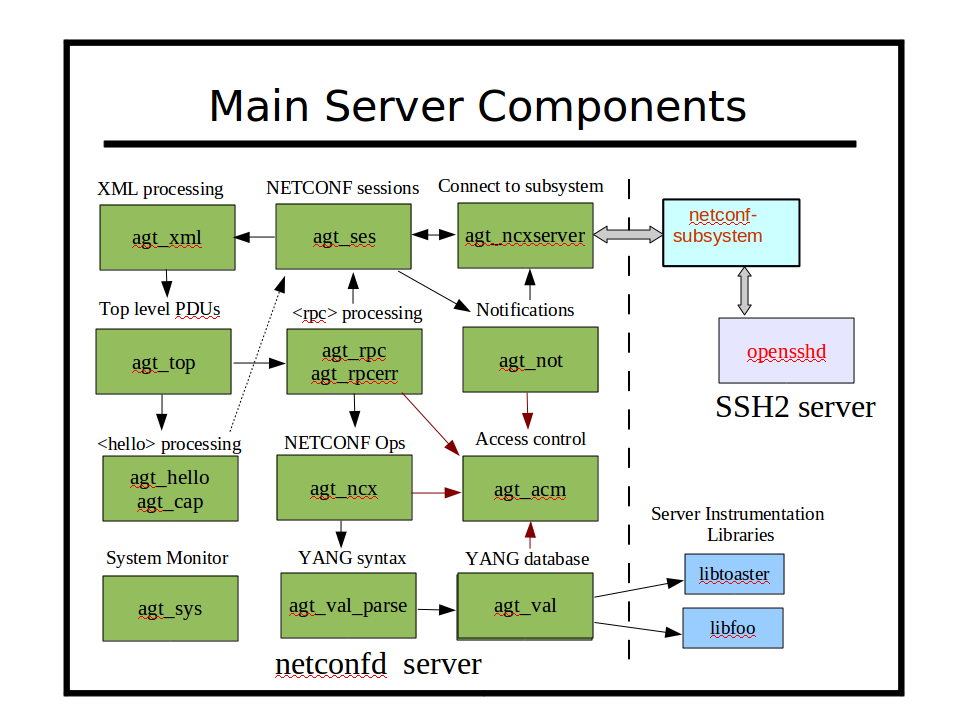 Main Server Components
XML processing
NETCONF sessions
Connect to subsystem
agt_xml
agt_ses
agt_ncxserver
netconf-
subsystem
Top level PDUs
<rpc> processing
Notifications
agt_top
agt_rpc
agt_rpcerr
agt_not
opensshd
SSH2 server
<hello> processing
NETCONF Ops
Access control
agt_hello
agt_cap
agt_ncx
agt_acm
Server Instrumentation
Libraries
System Monitor
YANG syntax
YANG database
libtoaster
agt_sys
agt_val_parse
agt_val
libfoo
netconfd server